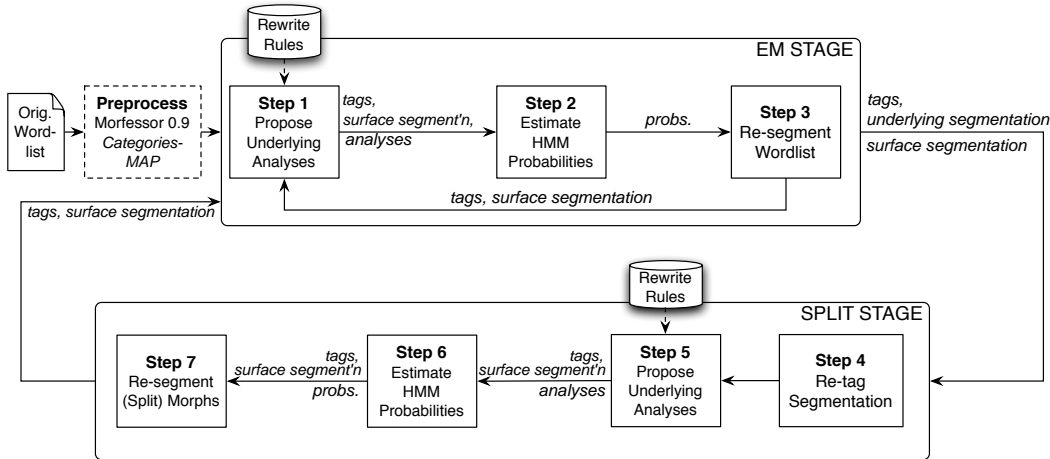 Rewrite
Rules
EM STAGE
Orig.
Word-
list
Preprocess
Morfessor 0.9
Categories-
MAP
Step 1
Propose
Underlying
Analyses
tags,
surface segment'n,
analyses
Step 2
Estimate
HMM
Probabilities
probs.
Step 3
Re-segment
Wordlist
tags,
underlying segmentation
surface segmentation
tags, surface segmentation
tags, surface segmentation
Rewrite
Rules
SPLIT STAGE
Step 7
Re-segment
(Split) Morphs
tags,
surface segment'n
probs.
Step 6
Estimate
HMM
Probabilities
tags,
surface segment'n
analyses
Step 5
Propose
Underlying
Analyses
Step 4
Re-tag
Segmentation